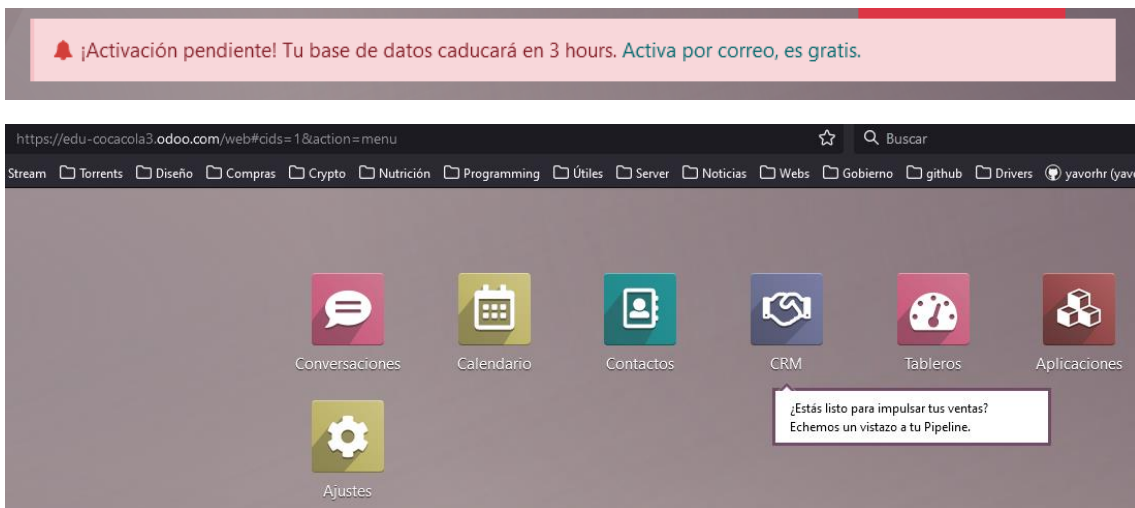 ¡Activación pendiente! Tu base de datos caducará en 3 hours. Activa por correo, es gratis.
https://edu-cocacola3.odoo.com/web#cids=1&action=menu Buscar
Stream Torrents Diseño Compras Crypto Nutrición Programming Útiles Server Noticias Webs Gobierno github Drivers yavorhr (yavo
Conversaciones Calendario Contactos CRM Tableros Aplicaciones
¿Estás listo para impulsar tus ventas?
Echemos un vistazo a tu Pipeline.
Ajustes